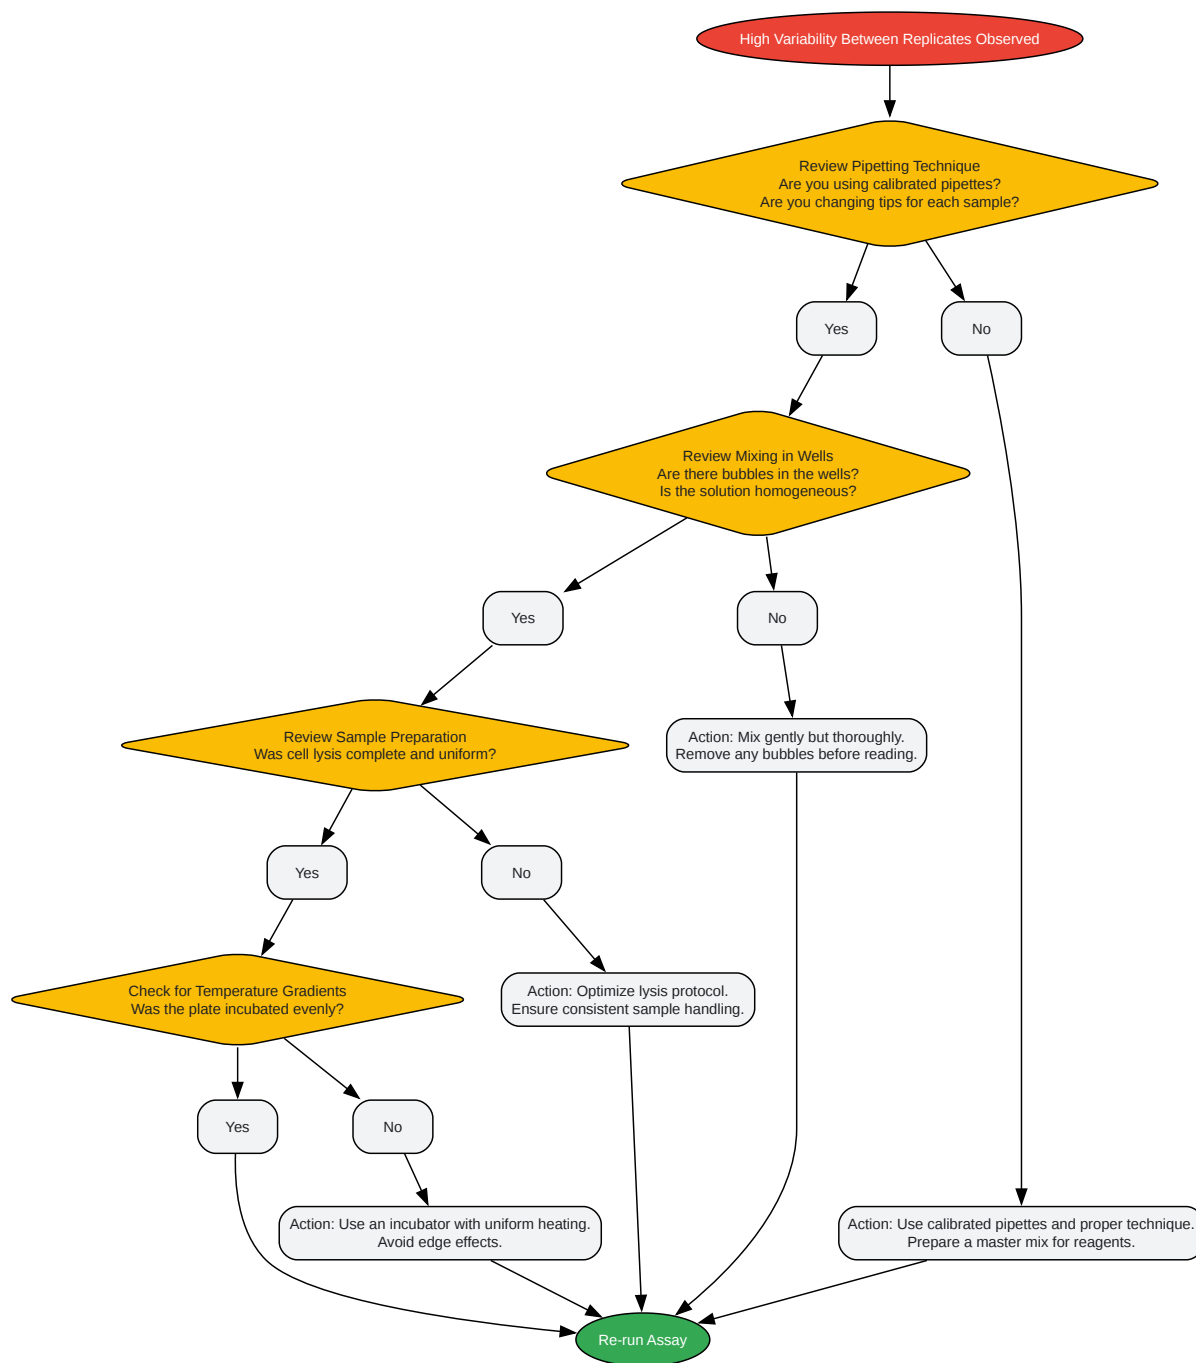 High Variability Between Replicates Observed
Review Pipetting Technique
Are you using calibrated pipettes?
Are you changing tips for each sample?
Yes
No
Review Mixing in Wells
Are there bubbles in the wells?
Is the solution homogeneous?
Yes
No
Review Sample Preparation
Was cell lysis complete and uniform?
Action: Mix gently but thoroughly.
Remove any bubbles before reading.
Yes
No
Check for Temperature Gradients
Was the plate incubated evenly?
Action: Optimize lysis protocol.
Ensure consistent sample handling.
Yes
No
Action: Use an incubator with uniform heating.
Avoid edge effects.
Action: Use calibrated pipettes and proper technique.
Prepare a master mix for reagents.
Re-run Assay